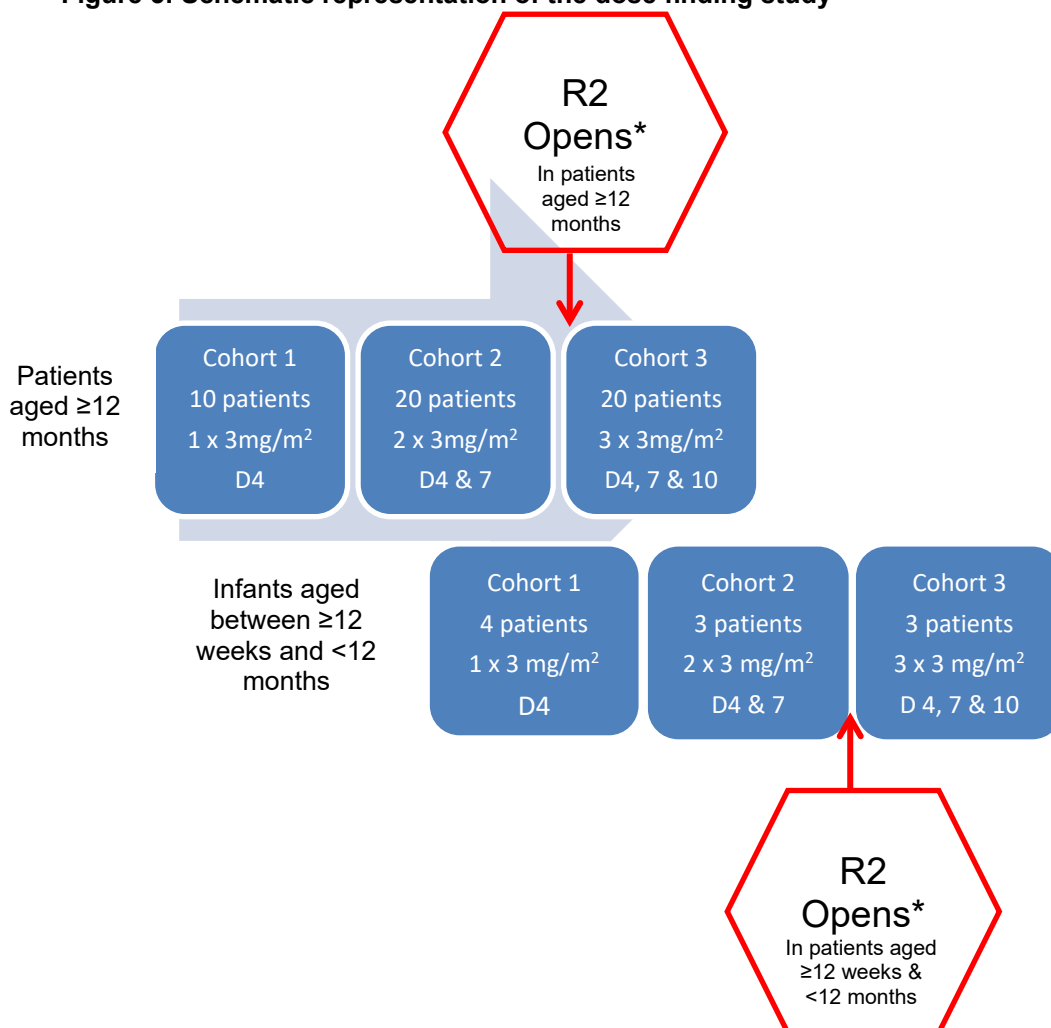 Figure 3. Schematic representation of the dose finding study
R2
Opens*
In patients
aged ≥12
months
Patients
aged ≥12
months
Cohort 1
10 patients
1 x 3mg/m²
D4
Cohort 2
20 patients
2 x 3mg/m²
D4 & 7
Cohort 3
20 patients
3 x 3mg/m²
D4, 7 & 10
Infants aged
between ≥12
weeks and <12
months
Cohort 1
4 patients
1 x 3 mg/m²
D4
Cohort 2
3 patients
2 x 3 mg/m²
D4 & 7
Cohort 3
3 patients
3 x 3 mg/m²
D 4, 7 & 10
R2
Opens*
In patients aged
≥12 weeks &
<12 months